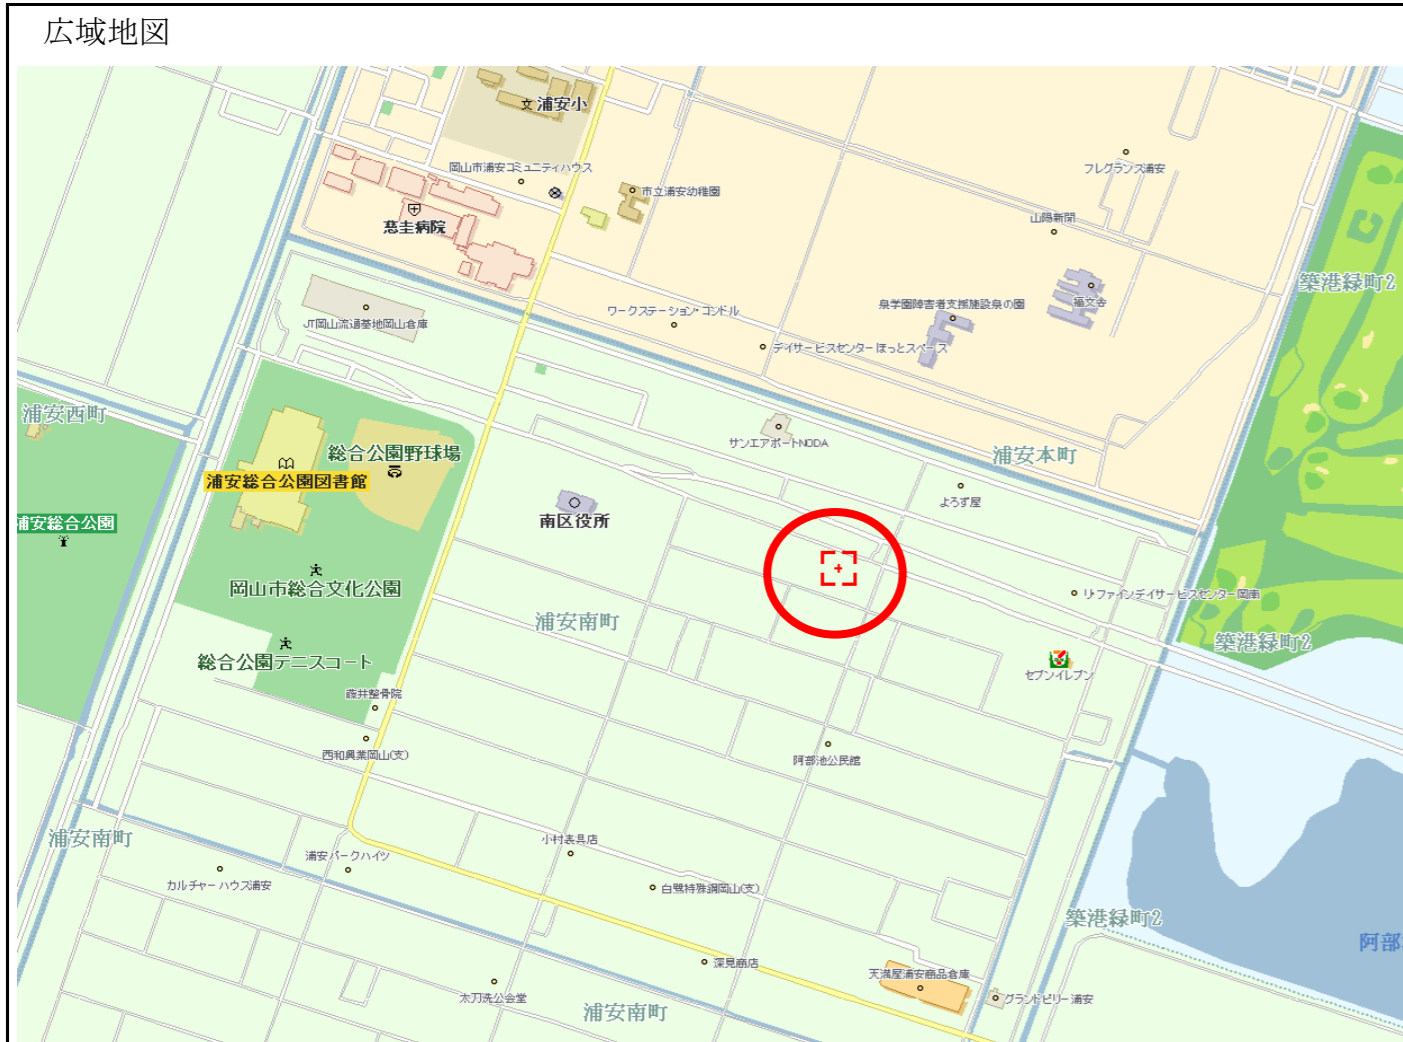 広域地図
浦安小
岡山市浦安コミュニティハウス
市立浦安幼稚園
フレグランス浦安
慈圭病院
山陽新聞
築港緑町2
泉学園障害者支援施設泉の園
福文舎
ワークステーション・コンドル
JT岡山流通基地岡山倉庫
デイサービスセンターほっとスペース
浦安西町
サンエアポートNODA
総合公園野球場
浦安本町
浦安総合公園図書館
よろず屋
浦安総合公園
南区役所
岡山市総合文化公園
リファインデイサービスセンター岡南
浦安南町
築港緑町2
総合公園テニスコート
セブンイレブン
藤井整骨院
西和興業岡山(支)
阿部池公民館
浦安南町
小村表具店
浦安パークハイツ
カルチャーハウス浦安
白鷺特殊鋼岡山(支)
築港緑町2
阿部
深見商店
天満屋浦安商品倉庫
太刀洗公会堂
グランドビリー浦安
浦安南町